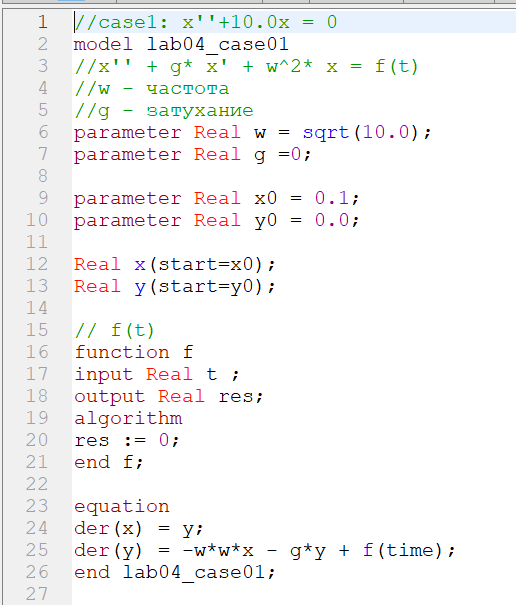 1 //case1: x''+10.0x = 0
2 model lab04_case01
3 //x'' + g* x' + w^2* x = f(t)
4 //w - частота
5 //g - затухание
6 parameter Real w = sqrt(10.0);
7 parameter Real g =0;
8
9 parameter Real x0 = 0.1;
10 parameter Real y0 = 0.0;
11
12 Real x(start=x0);
13 Real y(start=y0);
14
15 // f(t)
16 function f
17 input Real t ;
18 output Real res;
19 algorithm
20 res := 0;
21 end f;
22
23 equation
24 der(x) = y;
25 der(y) = -w*w*x - g*y + f(time);
26 end lab04_case01;
27